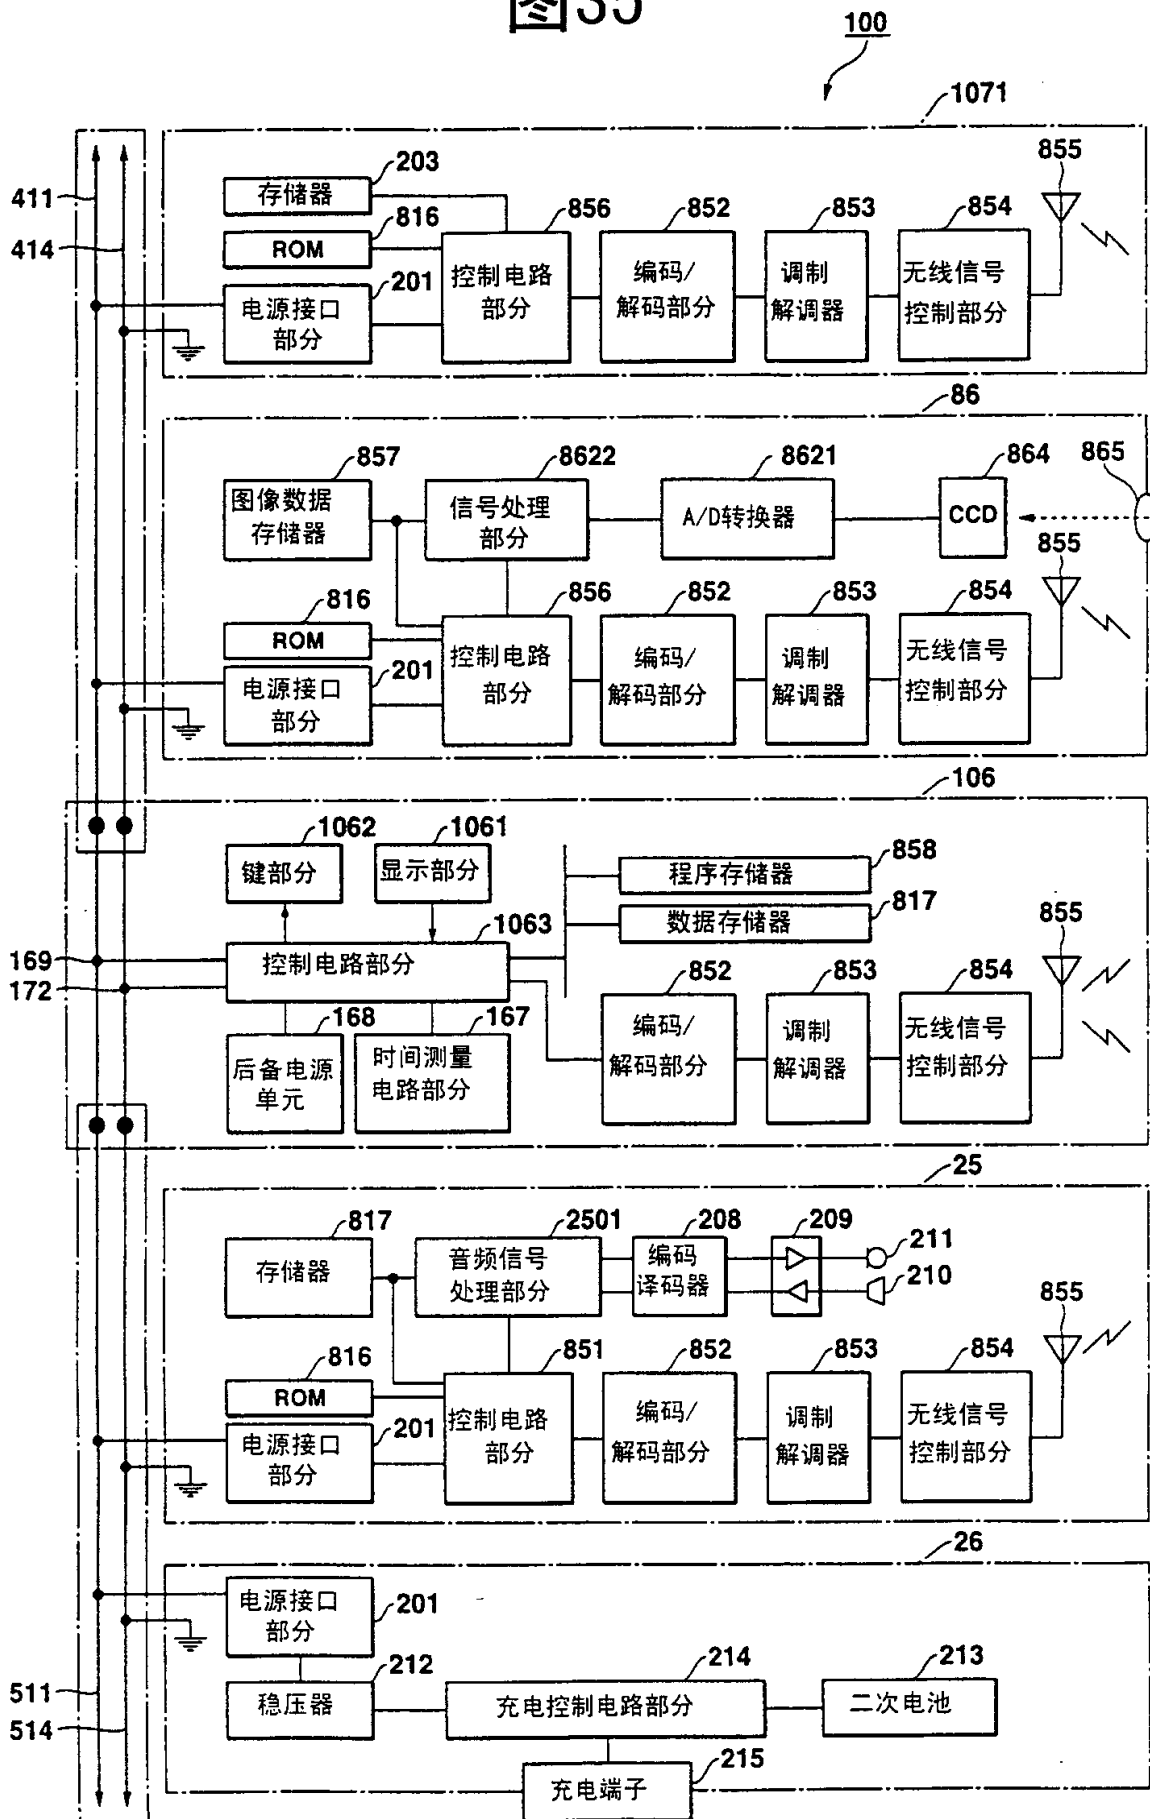 图35
100
1071
411
414
203
存储器
816
ROM
201
电源接口
部分
856
控制电路
部分
852
编码/
解码部分
853
调制
解调器
854
无线信号
控制部分
855
86
857
图像数据
存储器
8622
信号处理
部分
8621
A/D转换器
864
CCD
865
855
816
ROM
201
电源接口
部分
856
控制电路
部分
852
编码/
解码部分
853
调制
解调器
854
无线信号
控制部分
106
1062
键部分
1061
显示部分
858
程序存储器
817
数据存储器
1063
控制电路部分
169
172
168
后备电源
单元
167
时间测量
电路部分
852
编码/
解码部分
853
调制
解调器
854
无线信号
控制部分
855
25
817
存储器
2501
音频信号
处理部分
208
编码
译码器
209
211
210
855
816
ROM
201
电源接口
部分
851
控制电路
部分
852
编码/
解码部分
853
调制
解调器
854
无线信号
控制部分
26
电源接口
部分
201
511
514
212
稳压器
214
充电控制电路部分
213
二次电池
215
充电端子